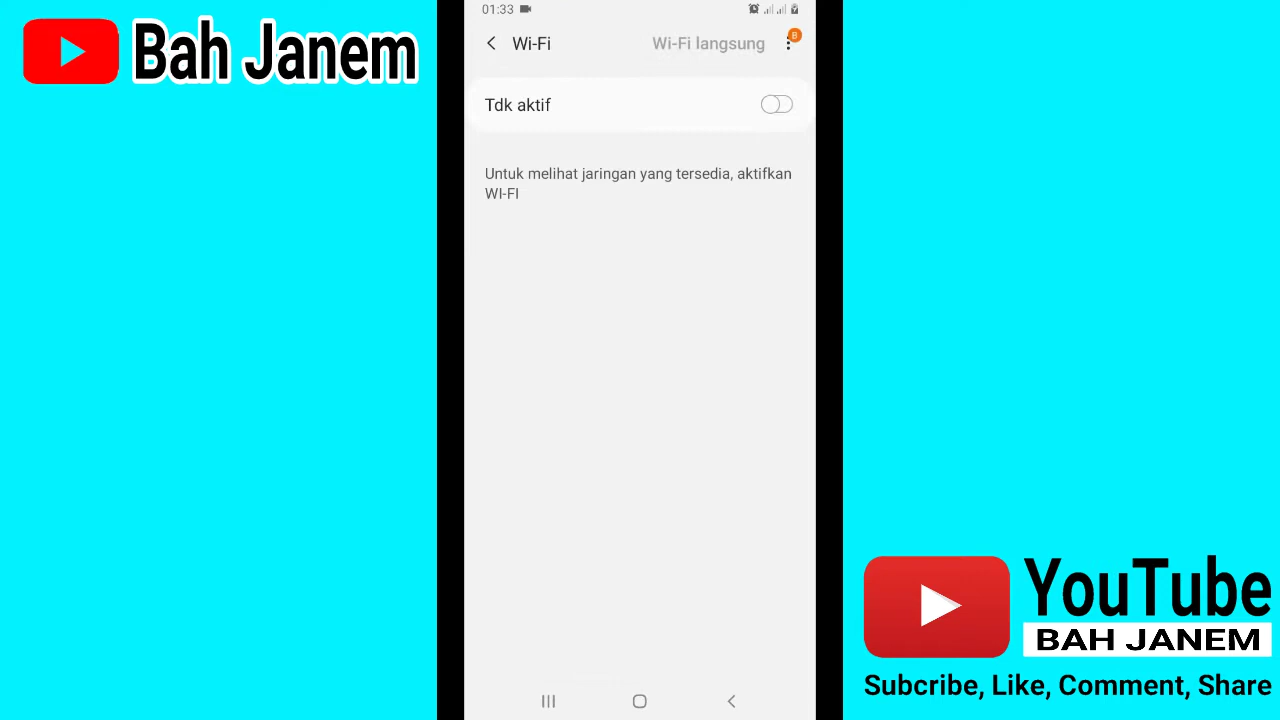 Bah Janem
01:33
Wi-Fi
Wi-Fi langsung
B
Tdk aktif
Untuk melihat jaringan yang tersedia, aktifkan
WI-FI
YouTube
BAH JANEM
Subcribe, Like, Comment, Share